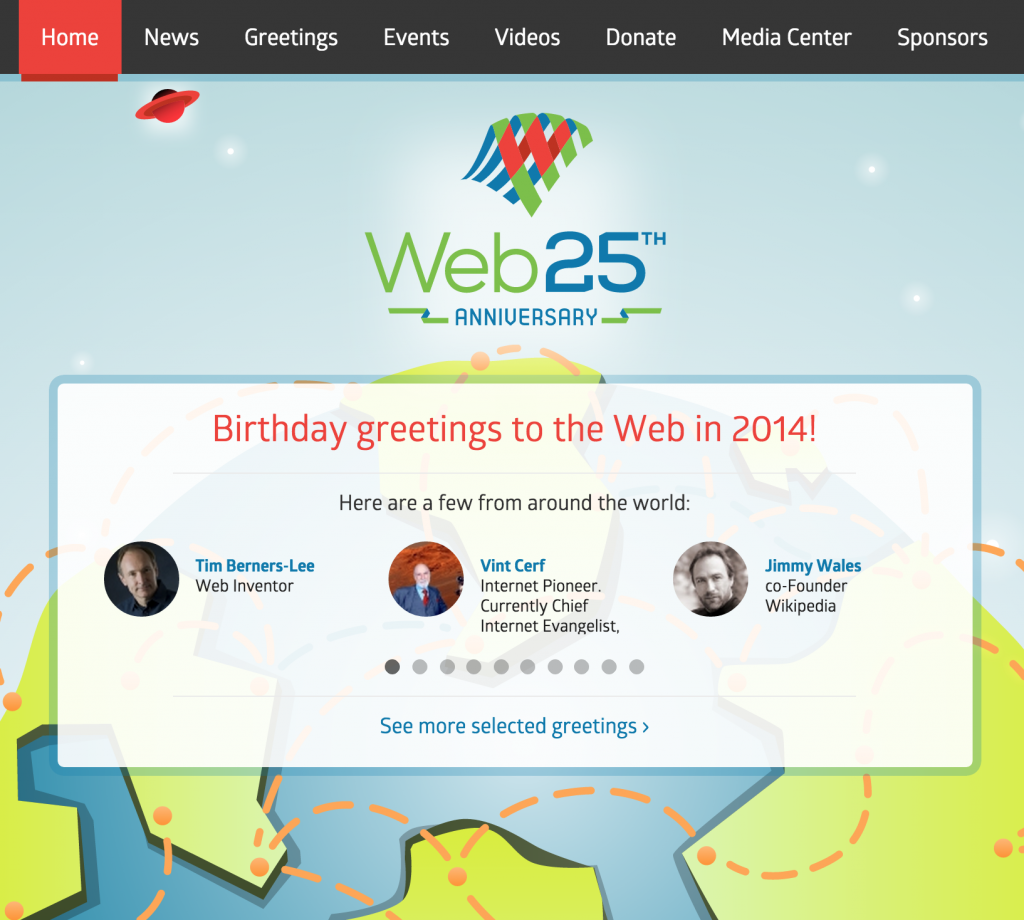 Home News Greetings Events Videos Donate Media Center Sponsors
Web 25TH
ANNIVERSARY
Birthday greetings to the Web in 2014!
Here are a few from around the world:
Tim Berners-Lee
Web Inventor
Vint Cerf
Internet Pioneer.
Currently Chief
Internet Evangelist,
Jimmy Wales
co-Founder
Wikipedia
See more selected greetings ›